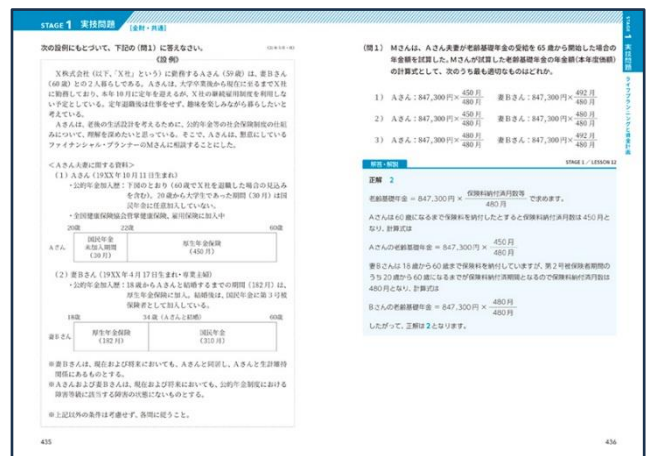 STAGE 1 実技問題 [金財・共通]
次の設例にもとづいて、下記の(問1)に答えなさい。
《設例》
X株式会社(以下、「X社」という)に勤務するAさん(59歳)は、妻Bさん
(60歳)との2人暮らしである。Aさんは、大学卒業後から現在に至るまでX社
に勤務しており、本年10月に定年を迎えるが、X社の継続雇用制度を利用しな
い予定としている。定年退職後は仕事をせず、趣味を楽しみながら暮らしたいと
考えている。
Aさんは、老後の生活設計を考えるために、公的年金等の社会保障制度の仕組
みについて、理解を深めたいと思っている。そこで、Aさんは、懇意にしている
ファイナンシャル・プランナーのMさんに相談することにした。
<Aさん夫妻に関する資料>
(1)Aさん(19XX年10月11日生まれ)
・公的年金加入歴:下図のとおり(60歳でX社を退職した場合の見込み
を含む)。20歳から大学生であった期間(30月)は国
民年金に任意加入していない。
・全国健康保険協会管掌健康保険、雇用保険に加入中
20歳 22歳 60歳
Aさん 国民年金 未加入期間 (30月) 厚生年金保険 (450月)
(2)妻Bさん(19XX年4月17日生まれ・専業主婦)
・公的年金加入歴:18歳からAさんと結婚するまでの期間(182月)は、
厚生年金保険に加入。結婚後は、国民年金に第3号被
保険者として加入している。
18歳 34歳(Aさんと結婚) 60歳
妻Bさん 厚生年金保険 (182月) 国民年金 (310月)
※妻Bさんは、現在および将来においても、Aさんと同居し、Aさんと生計維持
関係にあるものとする。
※Aさんおよび妻Bさんは、現在および将来においても、公的年金制度における
障害等級に該当する障害の状態にないものとする。
※上記以外の条件は考慮せず、各問に従うこと。
435
(問1) Mさんは、Aさん夫妻が老齢基礎年金の受給を65歳から開始した場合の
年金額を試算した。Mさんが試算した老齢基礎年金の年金額(本年度価額)
の計算式として、次のうち最も適切なものはどれか。
1) Aさん:847,300円×450月/480月 妻Bさん:847,300円×492月/480月
2) Aさん:847,300円×450月/480月 妻Bさん:847,300円×480月/480月
3) Aさん:847,300円×480月/480月 妻Bさん:847,300円×492月/480月
解答・解説 STAGE 1/LESSON 12
正解 2
老齢基礎年金=847,300円×保険料納付済月数等/480月 で求めます。
Aさんは60歳になるまで保険料を納付したとすると保険料納付済月数は450月と
なり、計算式は
Aさんの老齢基礎年金=847,300円×450月/480月
妻Bさんは18歳から60歳まで保険料を納付していますが、第2号被保険者期間の
うち20歳から60歳になるまでが保険料納付済期間となるので保険料納付済月数は
480月となり、計算式は
Bさんの老齢基礎年金=847,300円×480月/480月
したがって、正解は2となります。
436
STAGE 1 実技問題 ライフプランニングと資金計画